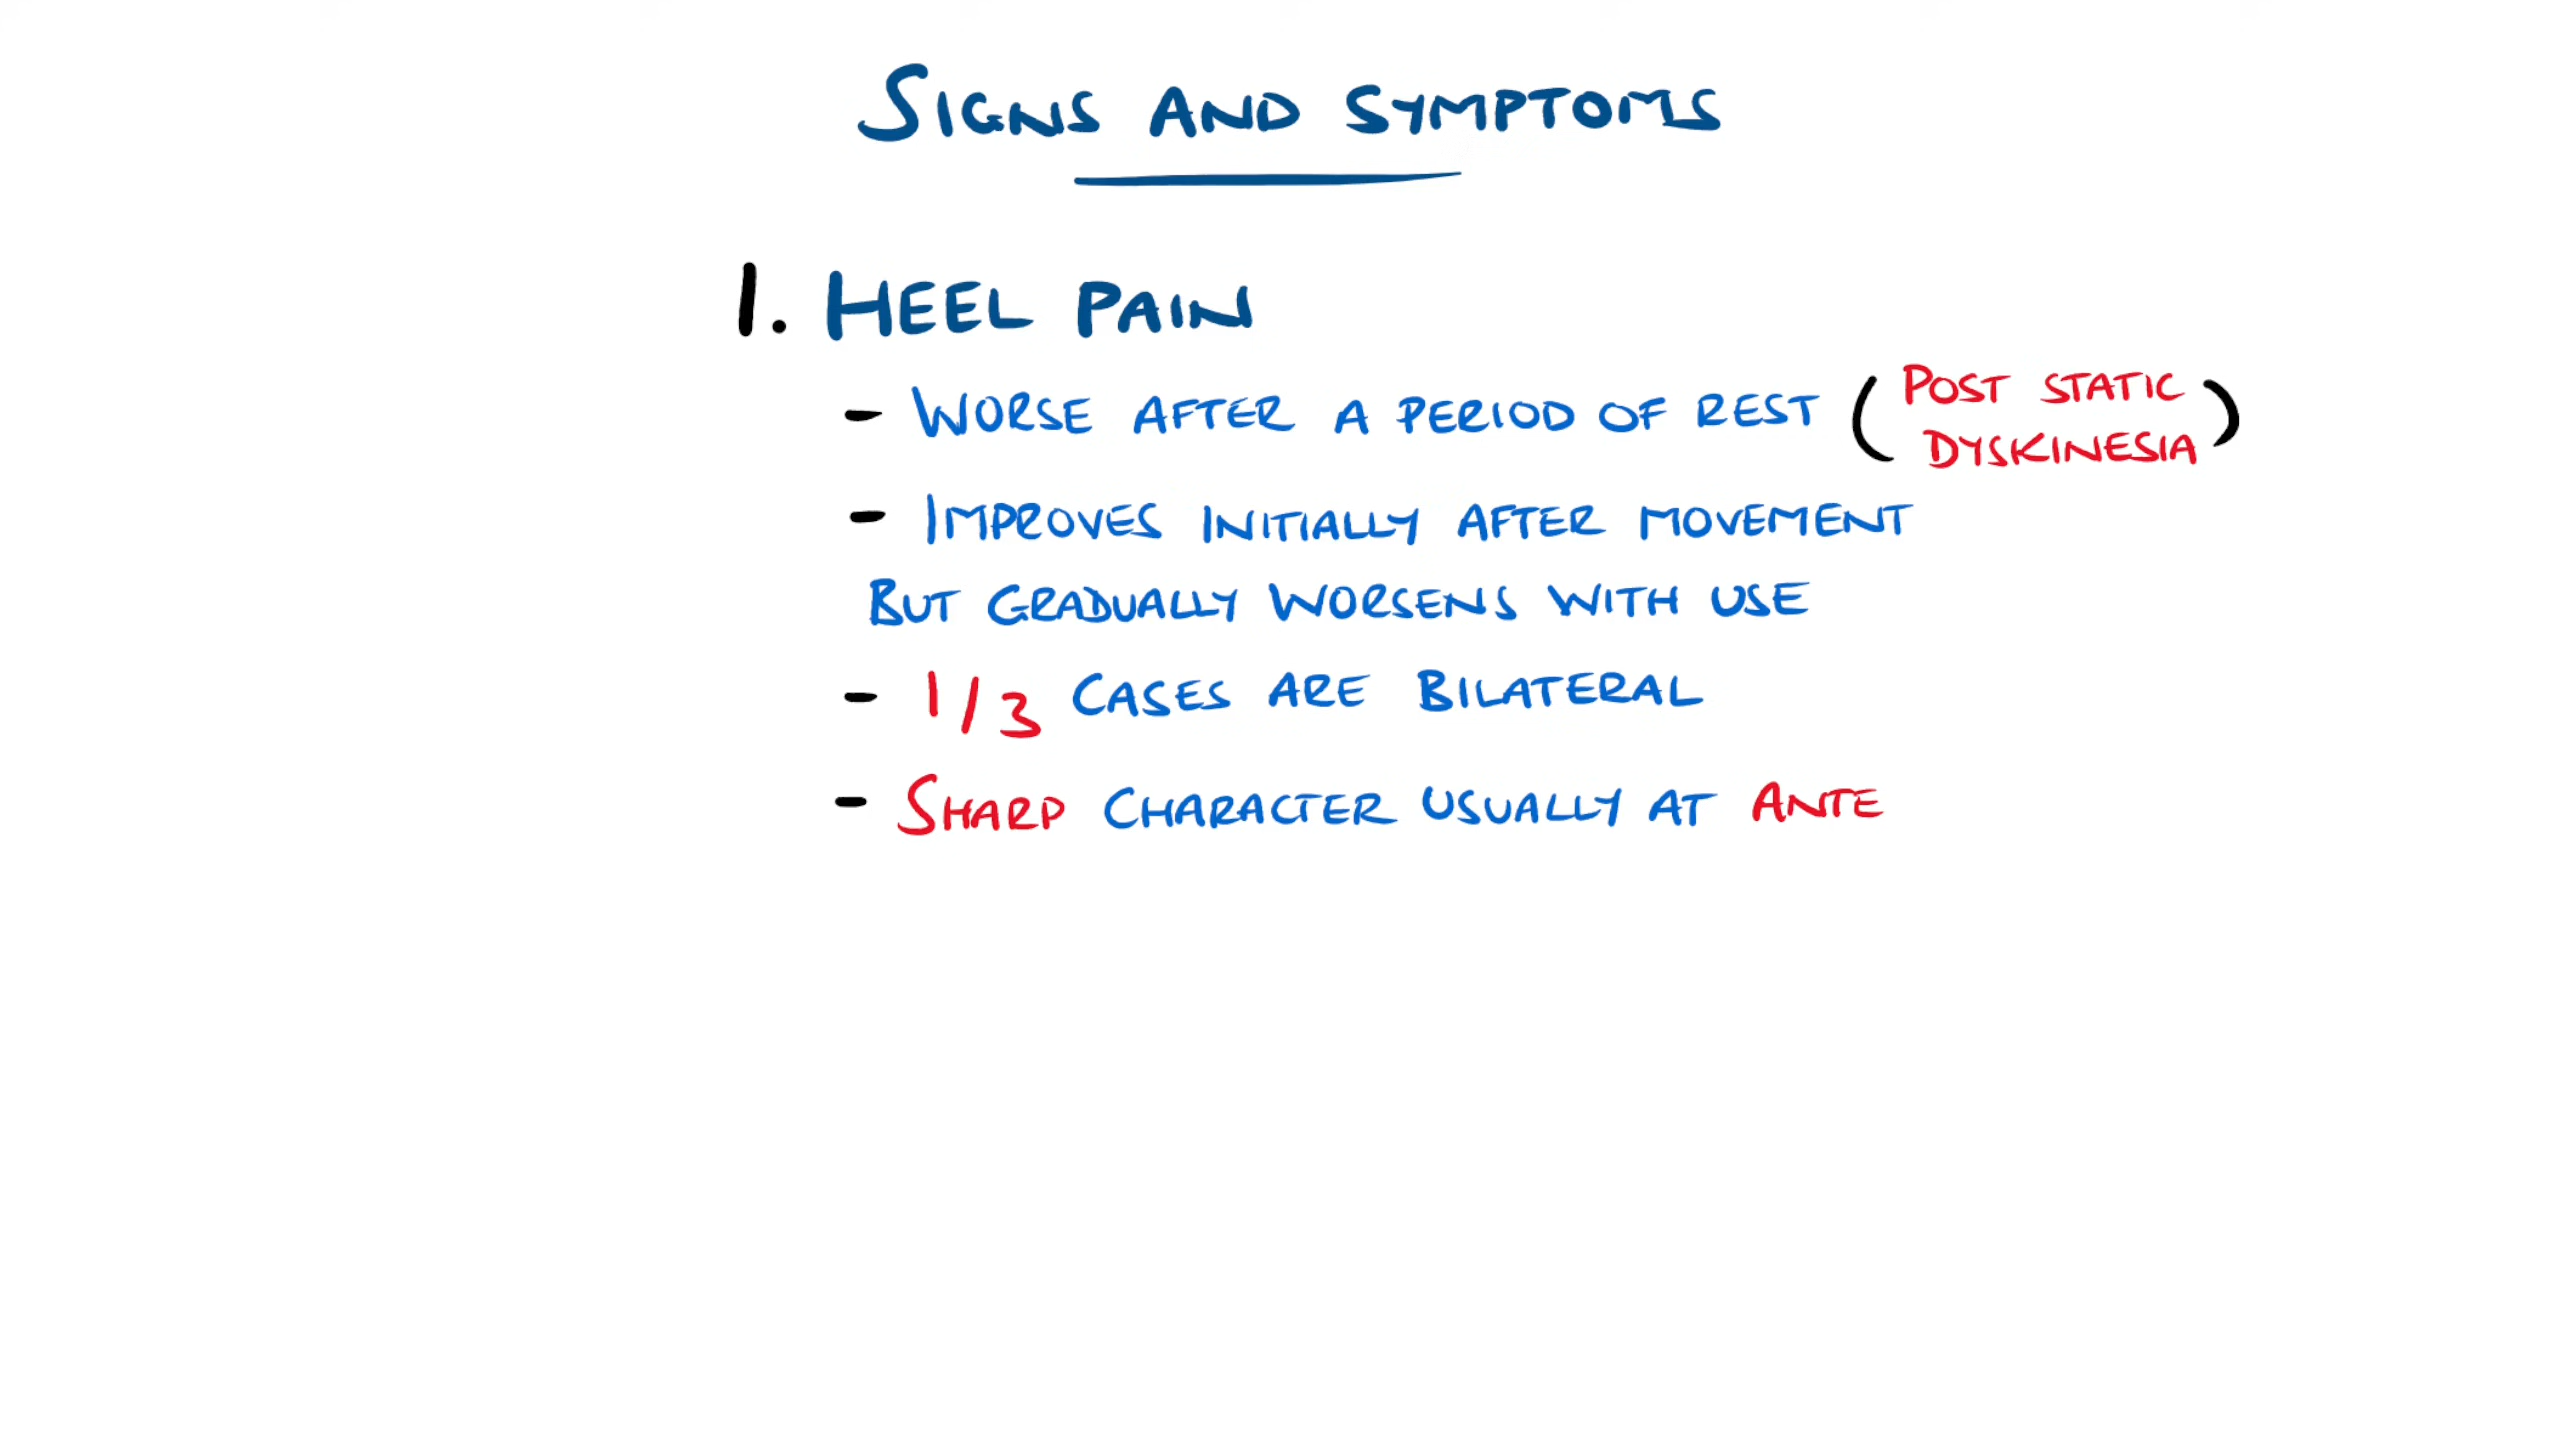 SIGNS AND SYMPTOMS
1. HEEL PAIN
- WORSE AFTER A PERIOD OF REST (POST STATIC
DYSKINESIA)
- IMPROVES INITIALLY AFTER MOVEMENT
BUT GRADUALLY WORSENS WITH USE
- 1/3 CASES ARE BILATERAL
- SHARP CHARACTER USUALLY AT ANTE